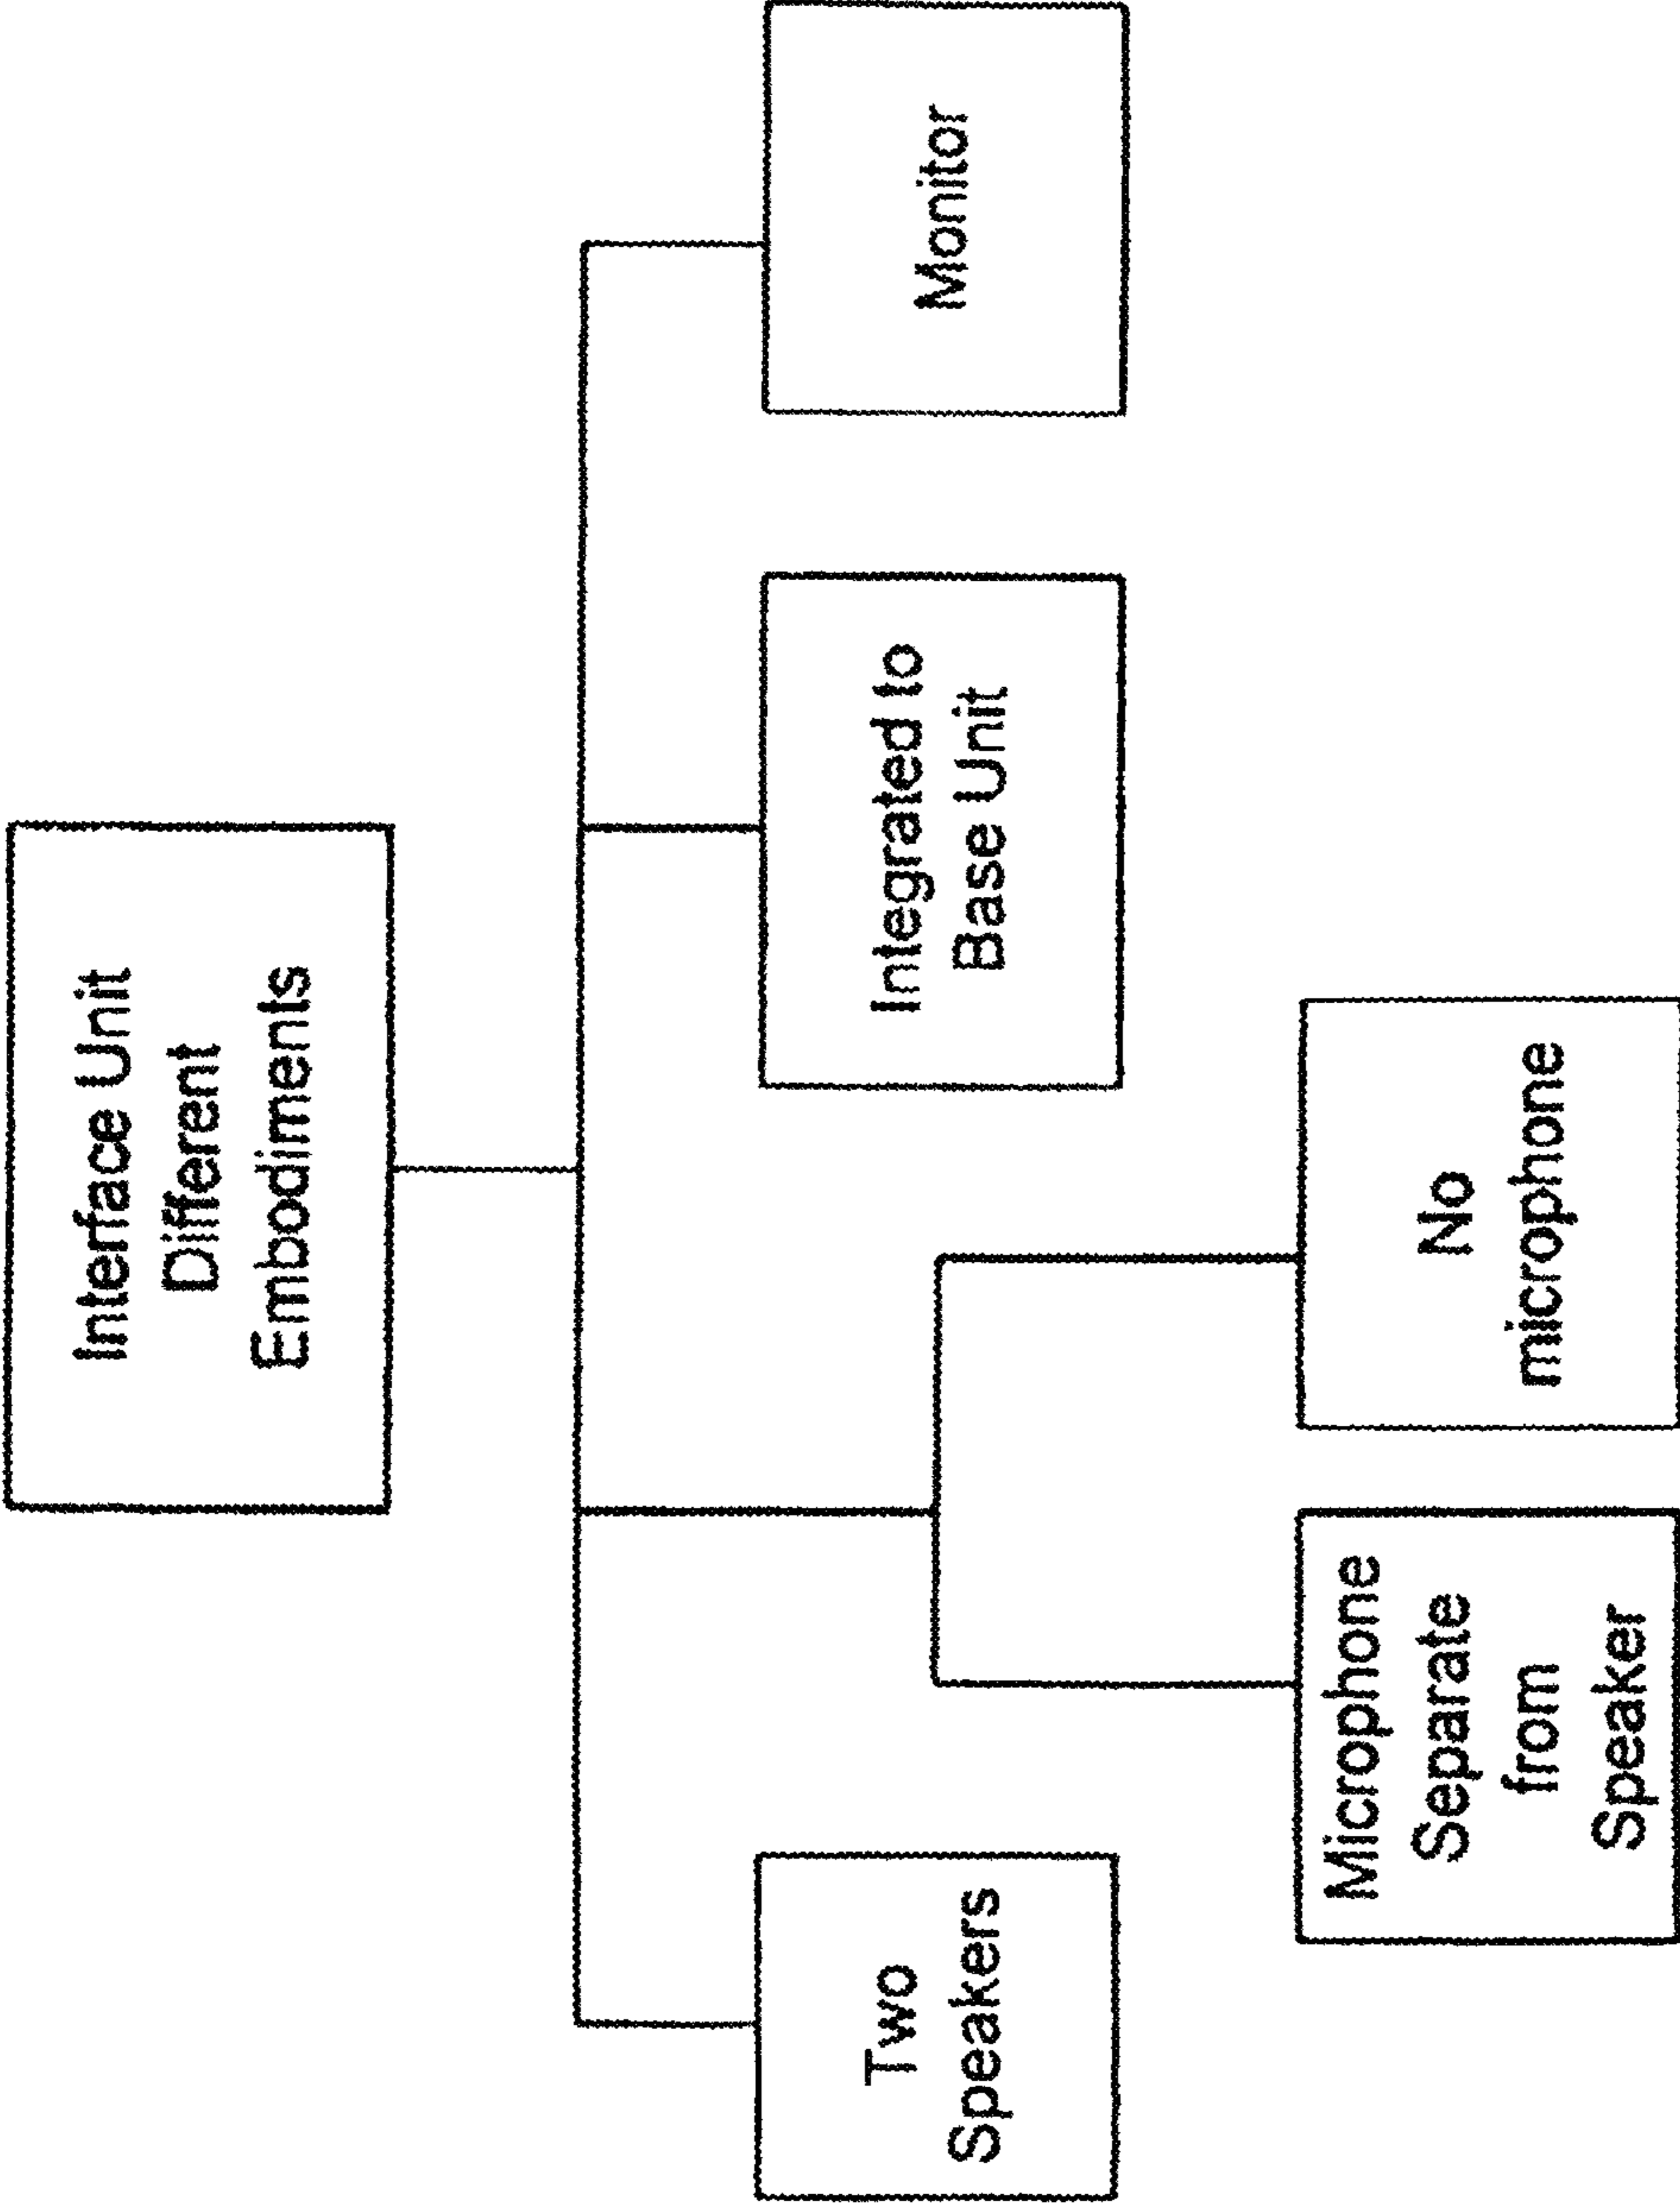 Interface Unit
Different
Embodiments
Two
Speakers
Integrated to
Base Unit
Monitor
Microphone
Separate
from
Speaker
No
microphone